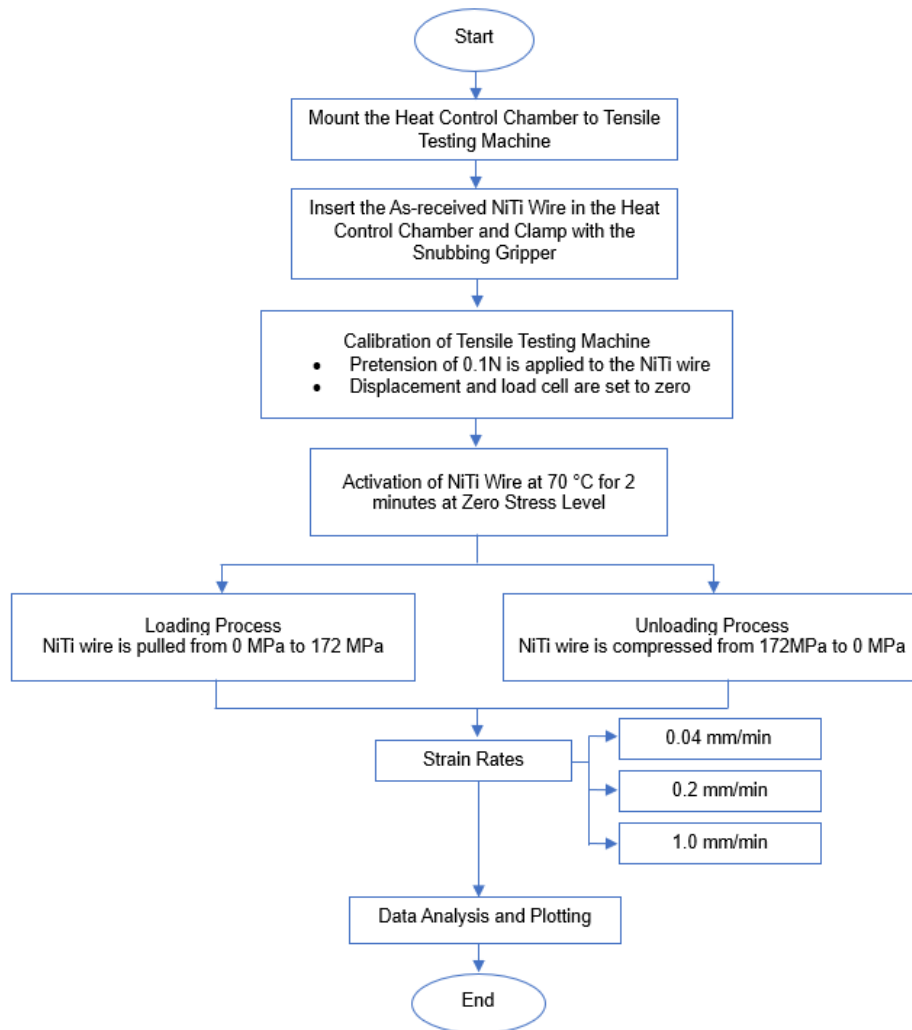 Start
Mount the Heat Control Chamber to Tensile
Testing Machine
Insert the As-received NiTi Wire in the Heat
Control Chamber and Clamp with the
Snubbing Gripper
Calibration of Tensile Testing Machine
• Pretension of 0.1N is applied to the NiTi wire
• Displacement and load cell are set to zero
Activation of NiTi Wire at 70 °C for 2
minutes at Zero Stress Level
Loading Process
NiTi wire is pulled from 0 MPa to 172 MPa
Unloading Process
NiTi wire is compressed from 172MPa to 0 MPa
Strain Rates
0.04 mm/min
0.2 mm/min
1.0 mm/min
Data Analysis and Plotting
End